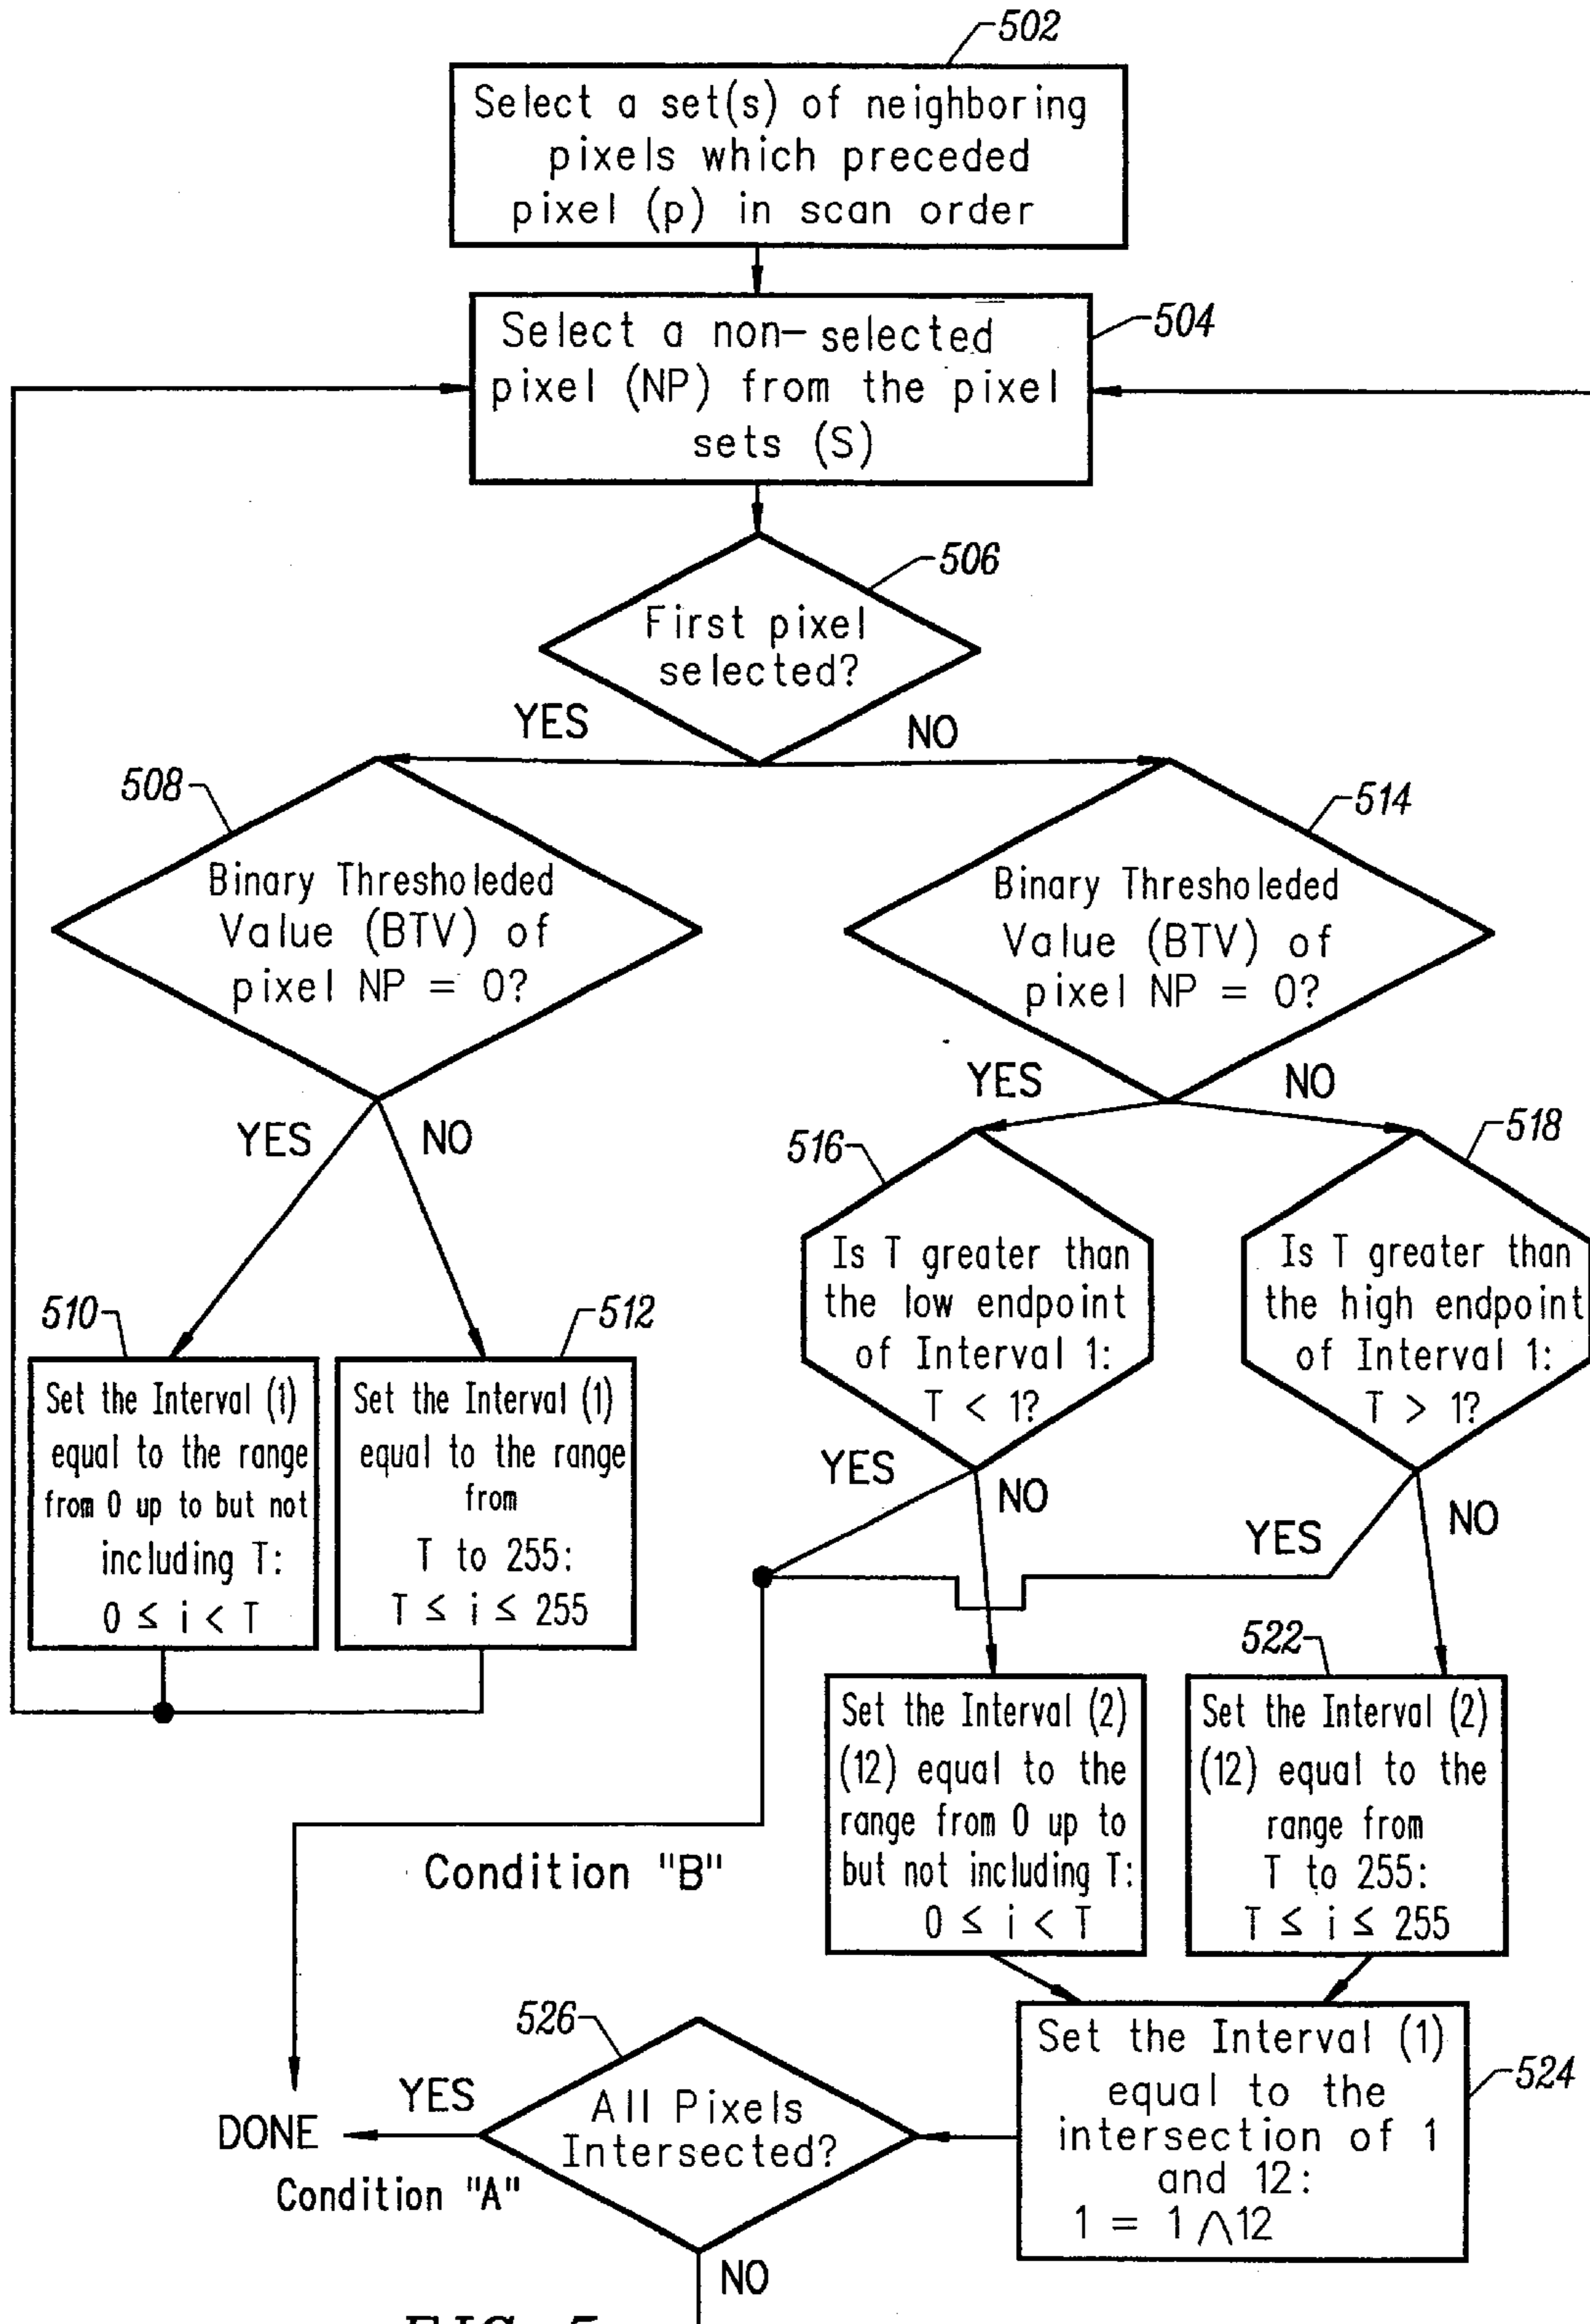 502
Select a set(s) of neighboring
pixels which preceded
pixel (p) in scan order
504
Select a non-selected
pixel (NP) from the pixel
sets (S)
506
First pixel
selected?
YES
NO
508
Binary Thresholeded
Value (BTV) of
pixel NP = 0?
514
Binary Thresholeded
Value (BTV) of
pixel NP = 0?
YES
NO
YES
NO
510
Set the Interval (1)
equal to the range
from 0 up to but not
including T:
0 ≤ i < T
512
Set the Interval (1)
equal to the range
from
T to 255:
T ≤ i ≤ 255
516
Is T greater than
the low endpoint
of Interval 1:
T < 1?
518
Is T greater than
the high endpoint
of Interval 1:
T > 1?
YES
NO
YES
NO
Set the Interval (2)
(12) equal to the
range from 0 up to
but not including T:
0 ≤ i < T
522
Set the Interval (2)
(12) equal to the
range from
T to 255:
T ≤ i ≤ 255
Condition "B"
524
Set the Interval (1)
equal to the
intersection of 1
and 12:
1 = 1 ∧ 12
526
All Pixels
Intersected?
YES
DONE
Condition "A"
NO
FIG. 5